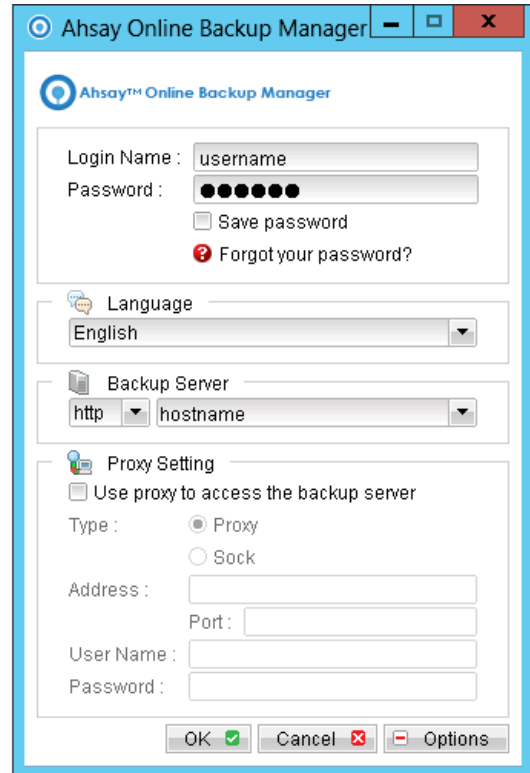 Ahsay Online Backup Manager
Ahsay™ Online Backup Manager
Login Name : username
Password : ●●●●●●
Save password
Forgot your password?
Language
English
Backup Server
http hostname
Proxy Setting
Use proxy to access the backup server
Type : Proxy
Sock
Address :
Port :
User Name :
Password :
OK Cancel Options